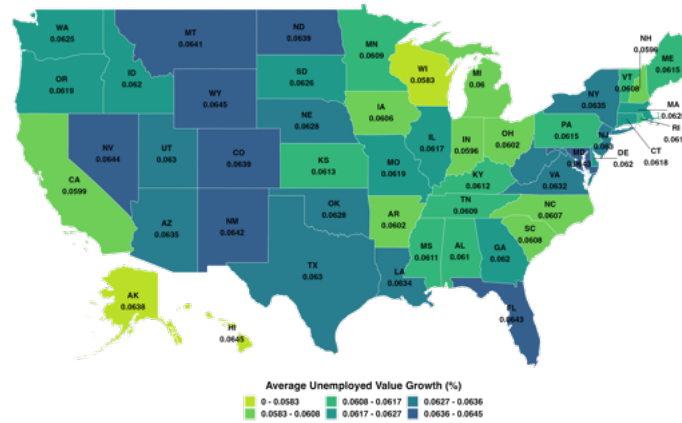 WA
0.0625
MT
0.0641
ND
0.0639
MN
0.0609
WI
0.0583
MI
0.06
NH
0.0596
VT
0.0608
ME
0.0615
OR
0.0619
ID
0.062
WY
0.0645
SD
0.0626
IA
0.0606
NY
0.0635
MA
RI
CT
0.0618
NV
0.0644
UT
0.063
CO
0.0639
NE
0.0628
IL
0.0617
IN
0.0596
OH
0.0602
PA
0.0615
NJ
0.063
DE
0.062
MD
CA
0.0599
AZ
0.0635
NM
0.0642
KS
0.0613
MO
0.0619
KY
0.0612
VA
0.0632
OK
0.0628
AR
0.0602
TN
0.0609
NC
0.0607
SC
0.0608
TX
0.063
LA
0.0634
MS
0.0611
AL
0.061
GA
0.062
FL
0.0643
AK
0.0638
HI
0.0645
Average Unemployed Value Growth (%)
0 - 0.0583
0.0608 - 0.0617
0.0627 - 0.0636
0.0583 - 0.0608
0.0617 - 0.0627
0.0636 - 0.0645